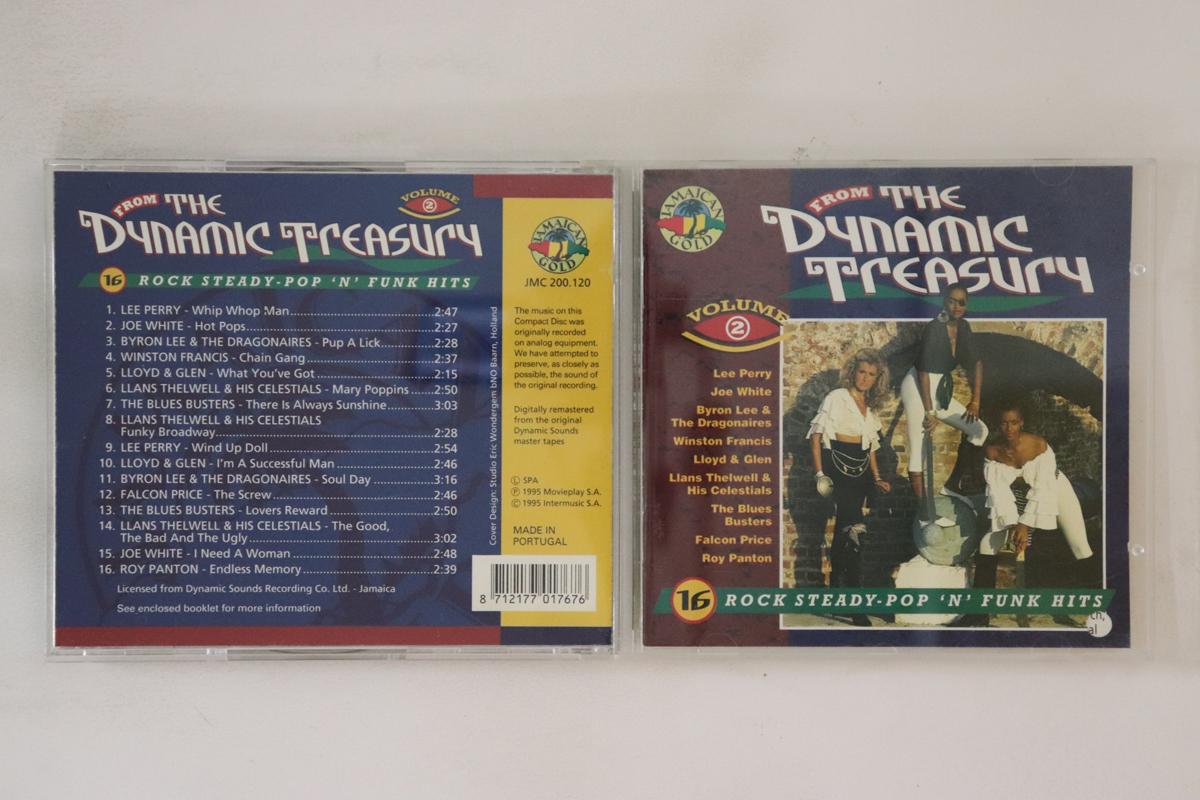 FROM THE
DYNAMIC TREASURY
VOLUME
2
16 ROCK STEADY-POP 'N' FUNK HITS
1. LEE PERRY - Whip Whop Man 2:47
2. JOE WHITE - Hot Pops 2:27
3. BYRON LEE & THE DRAGONAIRES - Pup A Lick 2:28
4. WINSTON FRANCIS - Chain Gang 2:37
5. LLOYD & GLEN - What You've Got 2:15
6. LLANS THELWELL & HIS CELESTIALS - Mary Poppins 2:50
7. THE BLUES BUSTERS - There Is Always Sunshine 3:03
8. LLANS THELWELL & HIS CELESTIALS
Funky Broadway 2:28
9. LEE PERRY - Wind Up Doll 2:54
10. LLOYD & GLEN - I'm A Successful Man 2:46
11. BYRON LEE & THE DRAGONAIRES - Soul Day 3:16
12. FALCON PRICE - The Screw 2:46
13. THE BLUES BUSTERS - Lovers Reward 2:50
14. LLANS THELWELL & HIS CELESTIALS - The Good,
The Bad And The Ugly 3:02
15. JOE WHITE - I Need A Woman 2:48
16. ROY PANTON - Endless Memory 2:39
Licensed from Dynamic Sounds Recording Co. Ltd. - Jamaica
See enclosed booklet for more information
Cover Design: Studio Eric Wondergem bNO Baarn, Holland
JAMAICAN
GOLD
JMC 200.120
The music on this
Compact Disc was
originally recorded
on analog equipment.
We have attempted to
preserve, as closely as
possible, the sound of
the original recording.
Digitally remastered
from the original
Dynamic Sounds
master tapes
Ⓛ SPA
Ⓟ 1995 Movieplay S.A.
© 1995 Intermusic S.A.
MADE IN
PORTUGAL
8 712177 017676
JAMAICAN
GOLD
FROM THE
DYNAMIC
TREASURY
VOLUME
2
Lee Perry
Joe White
Byron Lee &
The Dragonaires
Winston Francis
Lloyd & Glen
Llans Thelwell &
His Celestials
The Blues
Busters
Falcon Price
Roy Panton
16 ROCK STEADY-POP 'N' FUNK HITS